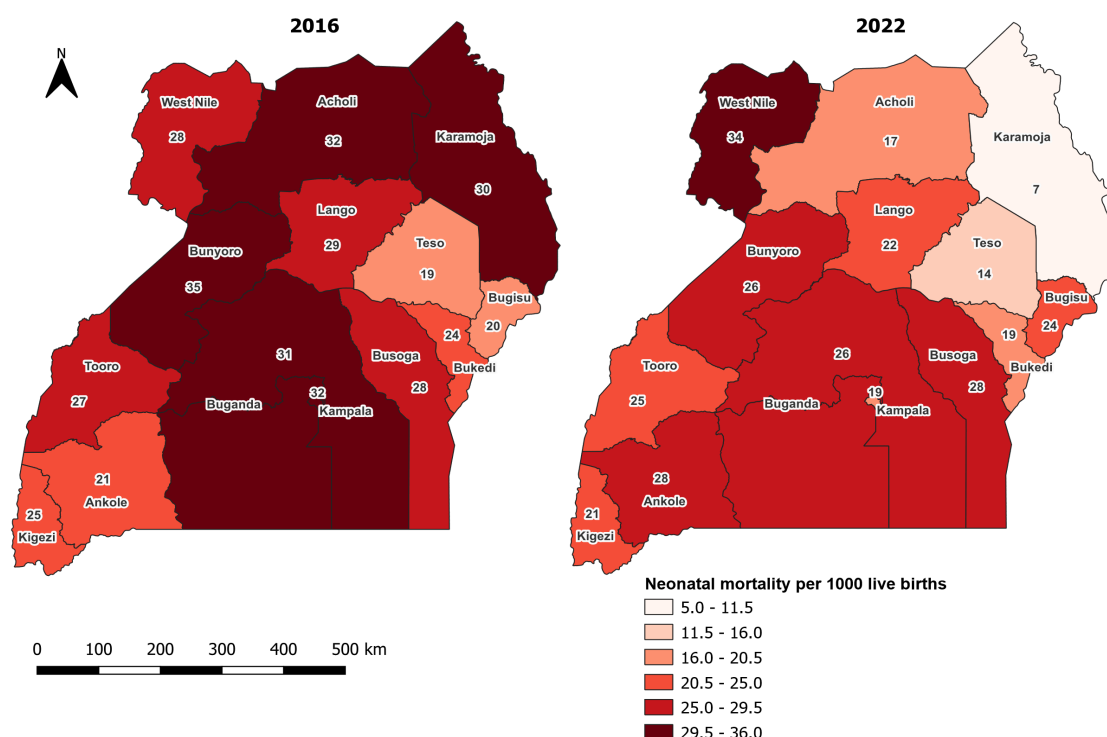 2016
N
West Nile
28
Acholi
32
Karamoja
30
Lango
29
Teso
19
Bunyoro
35
Bugisu
20
24
Bukedi
31
Busoga
28
Tooro
27
32
Buganda
Kampala
21
Ankole
25
Kigezi
2022
West Nile
34
Acholi
17
Karamoja
7
Lango
22
Teso
14
Bunyoro
26
Bugisu
24
19
Bukedi
26
Busoga
28
Tooro
25
19
Buganda
Kampala
28
Ankole
21
Kigezi
0 100 200 300 400 500 km
Neonatal mortality per 1000 live births
5.0 - 11.5
11.5 - 16.0
16.0 - 20.5
20.5 - 25.0
25.0 - 29.5
29.5 - 36.0